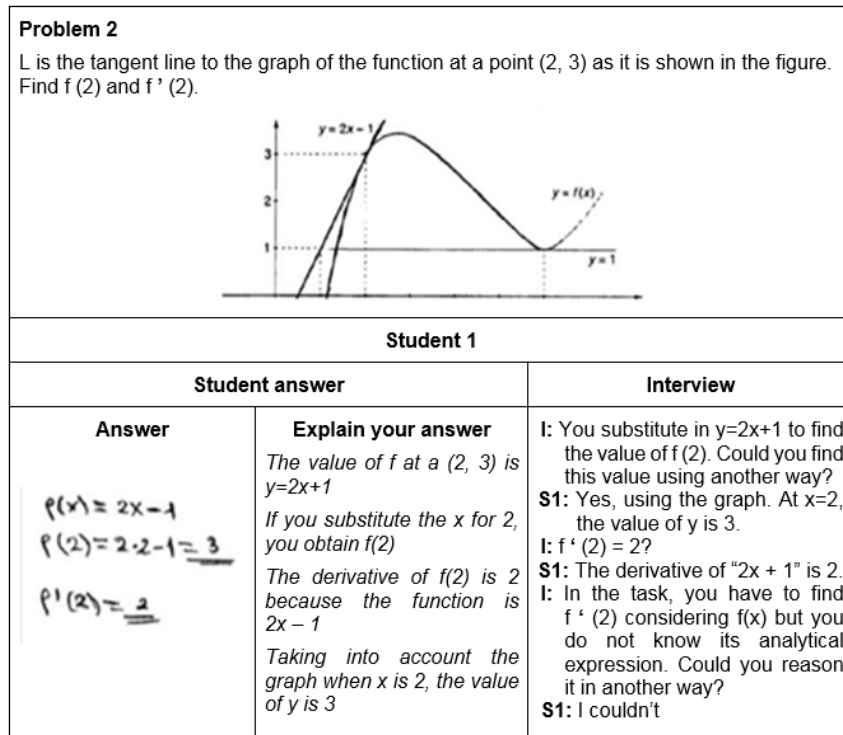 Problem 2
L is the tangent line to the graph of the function at a point (2, 3) as it is shown in the figure.
Find f (2) and f ’ (2).
y = 2x - 1
3
2
1
y = f(x)
y = 1
Student 1
Student answer
Interview
Answer
f(x) = 2x - 1
f(2) = 2·2 - 1 = 3
f'(2) = 2
Explain your answer
The value of f at a (2, 3) is
y=2x+1
If you substitute the x for 2,
you obtain f(2)
The derivative of f(2) is 2
because the function is
2x – 1
Taking into account the
graph when x is 2, the value
of y is 3
I: You substitute in y=2x+1 to find
the value of f (2). Could you find
this value using another way?
S1: Yes, using the graph. At x=2,
the value of y is 3.
I: f ‘ (2) = 2?
S1: The derivative of “2x + 1” is 2.
I: In the task, you have to find
f ‘ (2) considering f(x) but you
do not know its analytical
expression. Could you reason
it in another way?
S1: I couldn’t